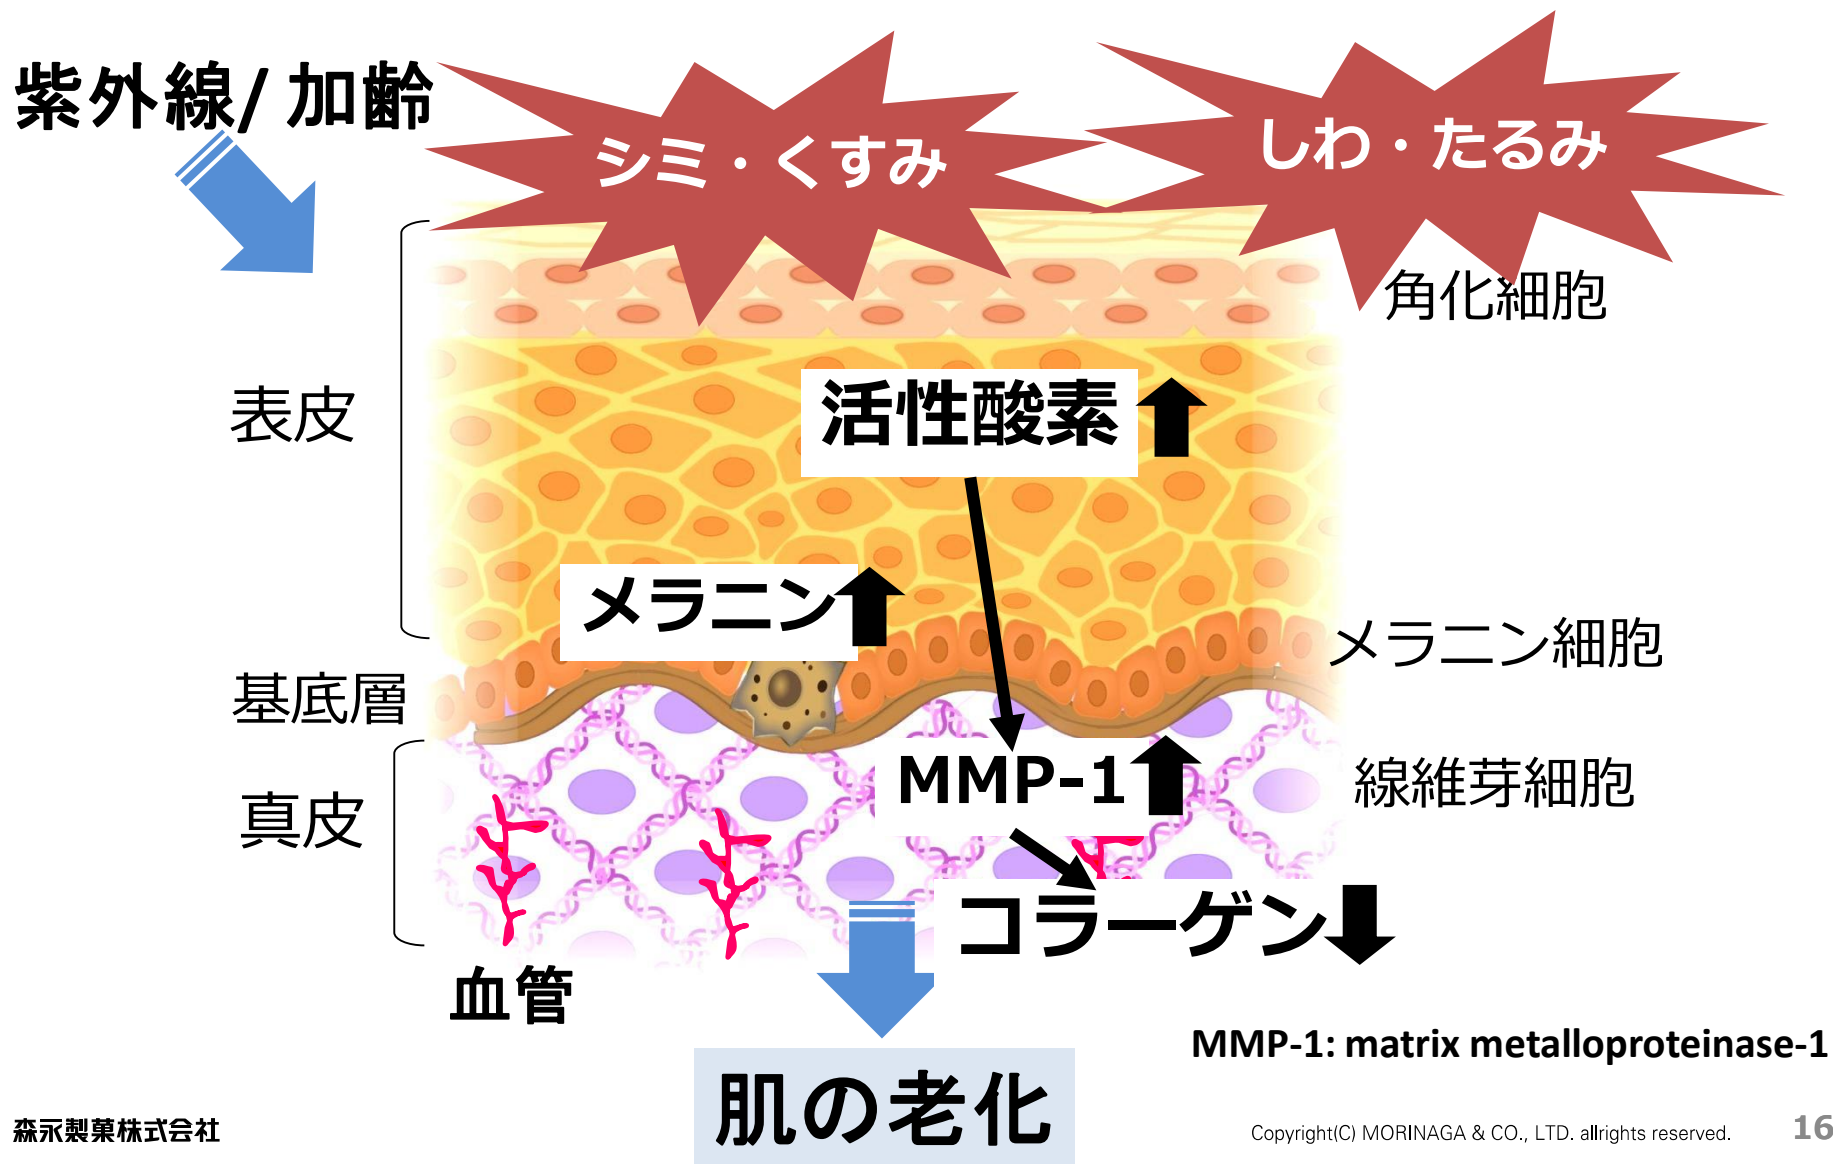 紫外線/ 加齢
シミ・くすみ
しわ・たるみ
角化細胞
表皮
活性酸素
メラニン
メラニン細胞
基底層
MMP-1
線維芽細胞
真皮
コラーゲン
血管
MMP-1: matrix metalloproteinase-1
肌の老化
森永製菓株式会社
Copyright(C) MORINAGA & CO., LTD. allrights reserved.
16